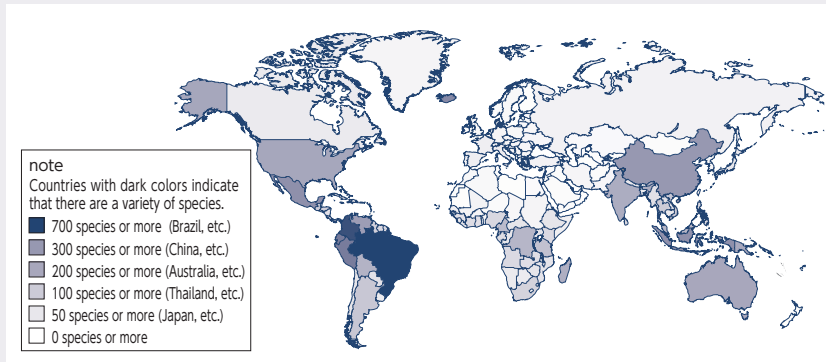 note
Countries with dark colors indicate
that there are a variety of species.
700 species or more (Brazil, etc.)
300 species or more (China, etc.)
200 species or more (Australia, etc.)
100 species or more (Thailand, etc.)
50 species or more (Japan, etc.)
0 species or more